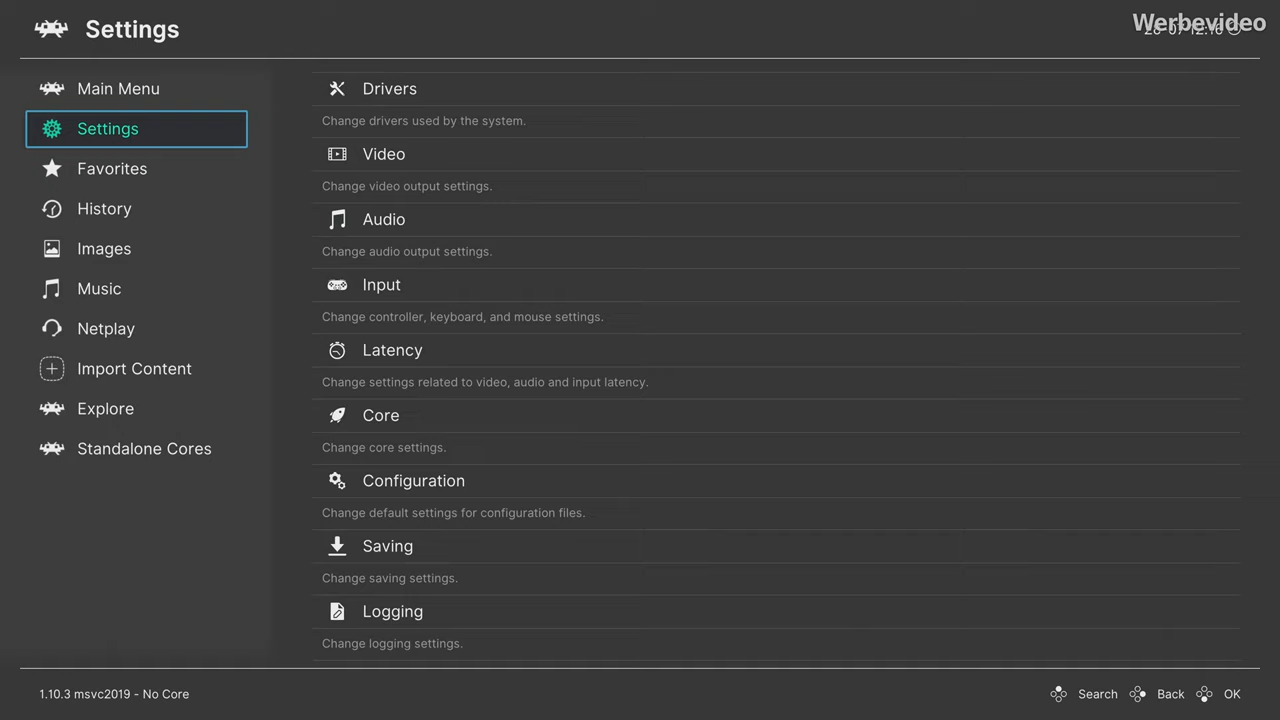 Settings
Werbevideo
Main Menu
Settings
Favorites
History
Images
Music
Netplay
Import Content
Explore
Standalone Cores
Drivers
Change drivers used by the system.
Video
Change video output settings.
Audio
Change audio output settings.
Input
Change controller, keyboard, and mouse settings.
Latency
Change settings related to video, audio and input latency.
Core
Change core settings.
Configuration
Change default settings for configuration files.
Saving
Change saving settings.
Logging
Change logging settings.
1.10.3 msvc2019 - No Core
Search Back OK